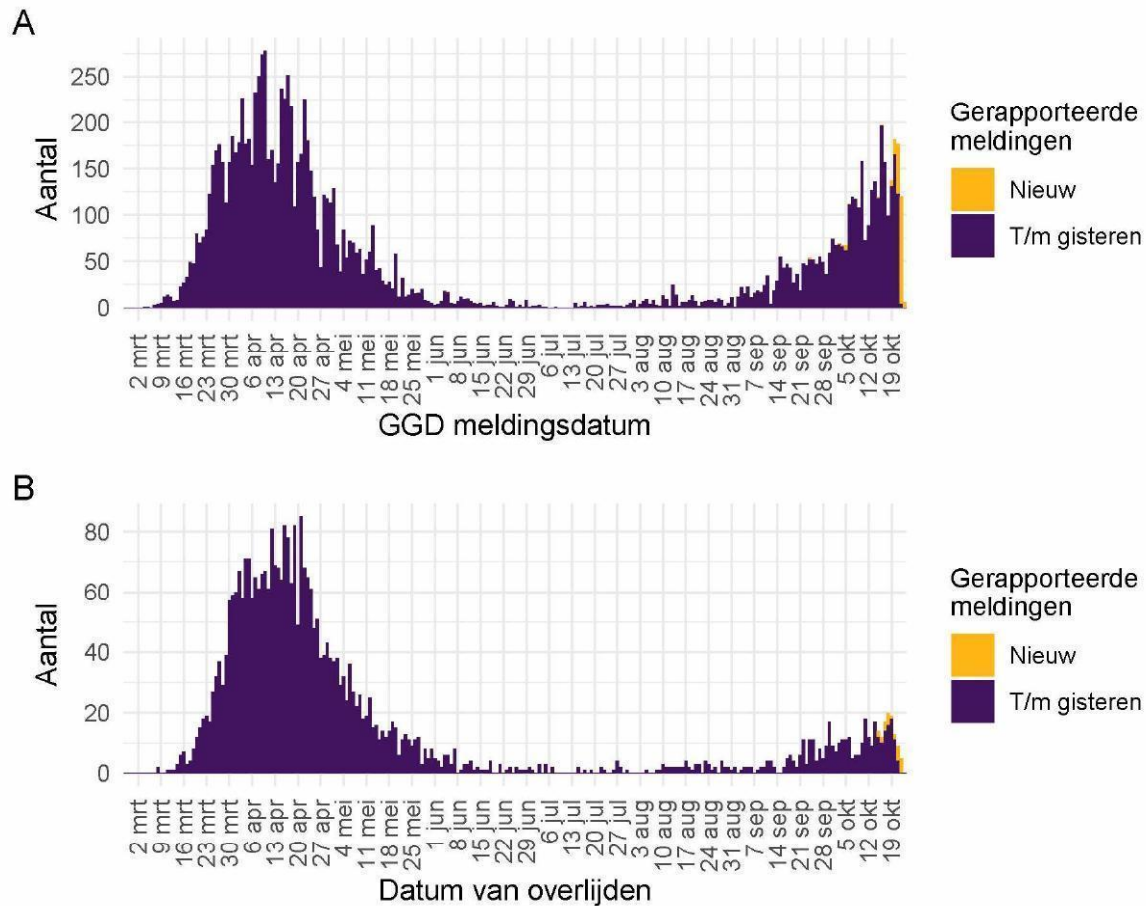 A
Aantal
250
200
150
100
50
0
2 mrt
9 mrt
16 mrt
23 mrt
30 mrt
6 apr
13 apr
20 apr
27 apr
4 mei
11 mei
18 mei
25 mei
1 jun
8 jun
15 jun
22 jun
29 jun
6 jul
13 jul
20 jul
27 jul
3 aug
10 aug
17 aug
24 aug
31 aug
7 sep
14 sep
21 sep
28 sep
5 okt
12 okt
19 okt
GGD meldingsdatum
Gerapporteerde
meldingen
Nieuw
T/m gisteren
B
Aantal
80
60
40
20
0
2 mrt
9 mrt
16 mrt
23 mrt
30 mrt
6 apr
13 apr
20 apr
27 apr
4 mei
11 mei
18 mei
25 mei
1 jun
8 jun
15 jun
22 jun
29 jun
6 jul
13 jul
20 jul
27 jul
3 aug
10 aug
17 aug
24 aug
31 aug
7 sep
14 sep
21 sep
28 sep
5 okt
12 okt
19 okt
Datum van overlijden
Gerapporteerde
meldingen
Nieuw
T/m gisteren